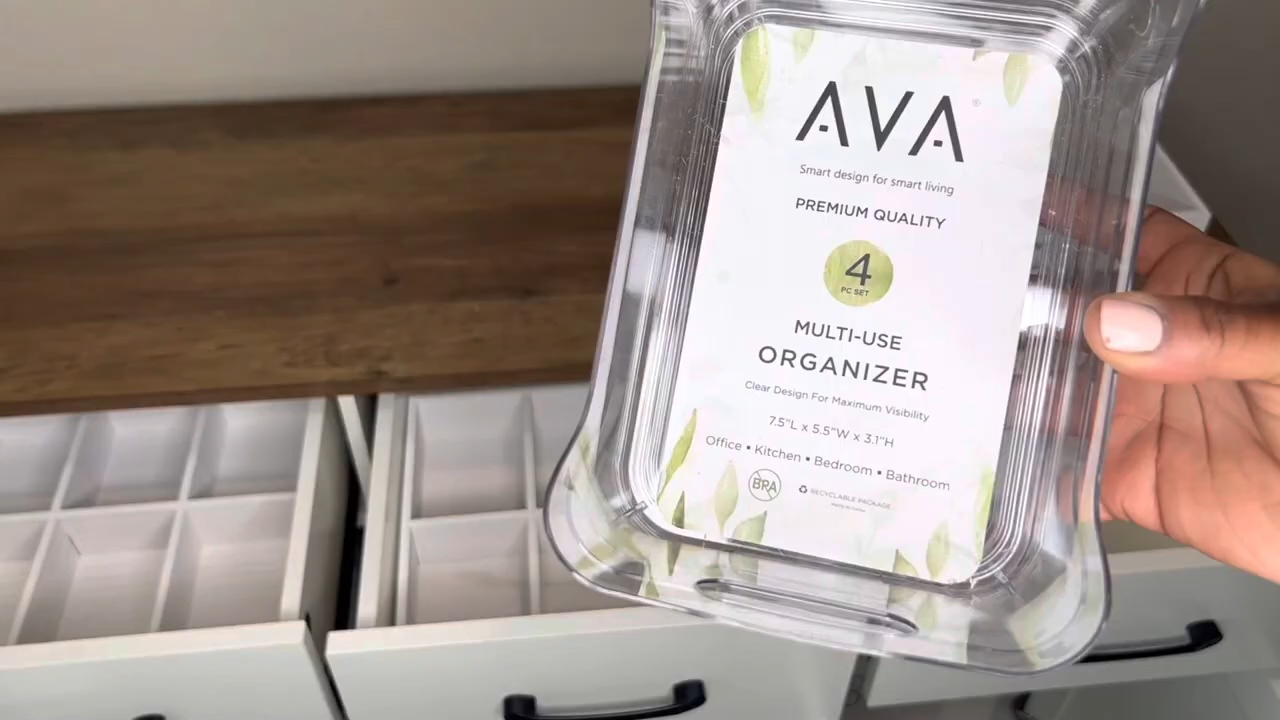 AVA®
Smart design for smart living
PREMIUM QUALITY
4
PC SET
MULTI-USE
ORGANIZER
Clear Design For Maximum Visibility
7.5"L x 5.5"W x 3.1"H
Office • Kitchen • Bedroom • Bathroom
BPA
RECYCLABLE PACKAGE